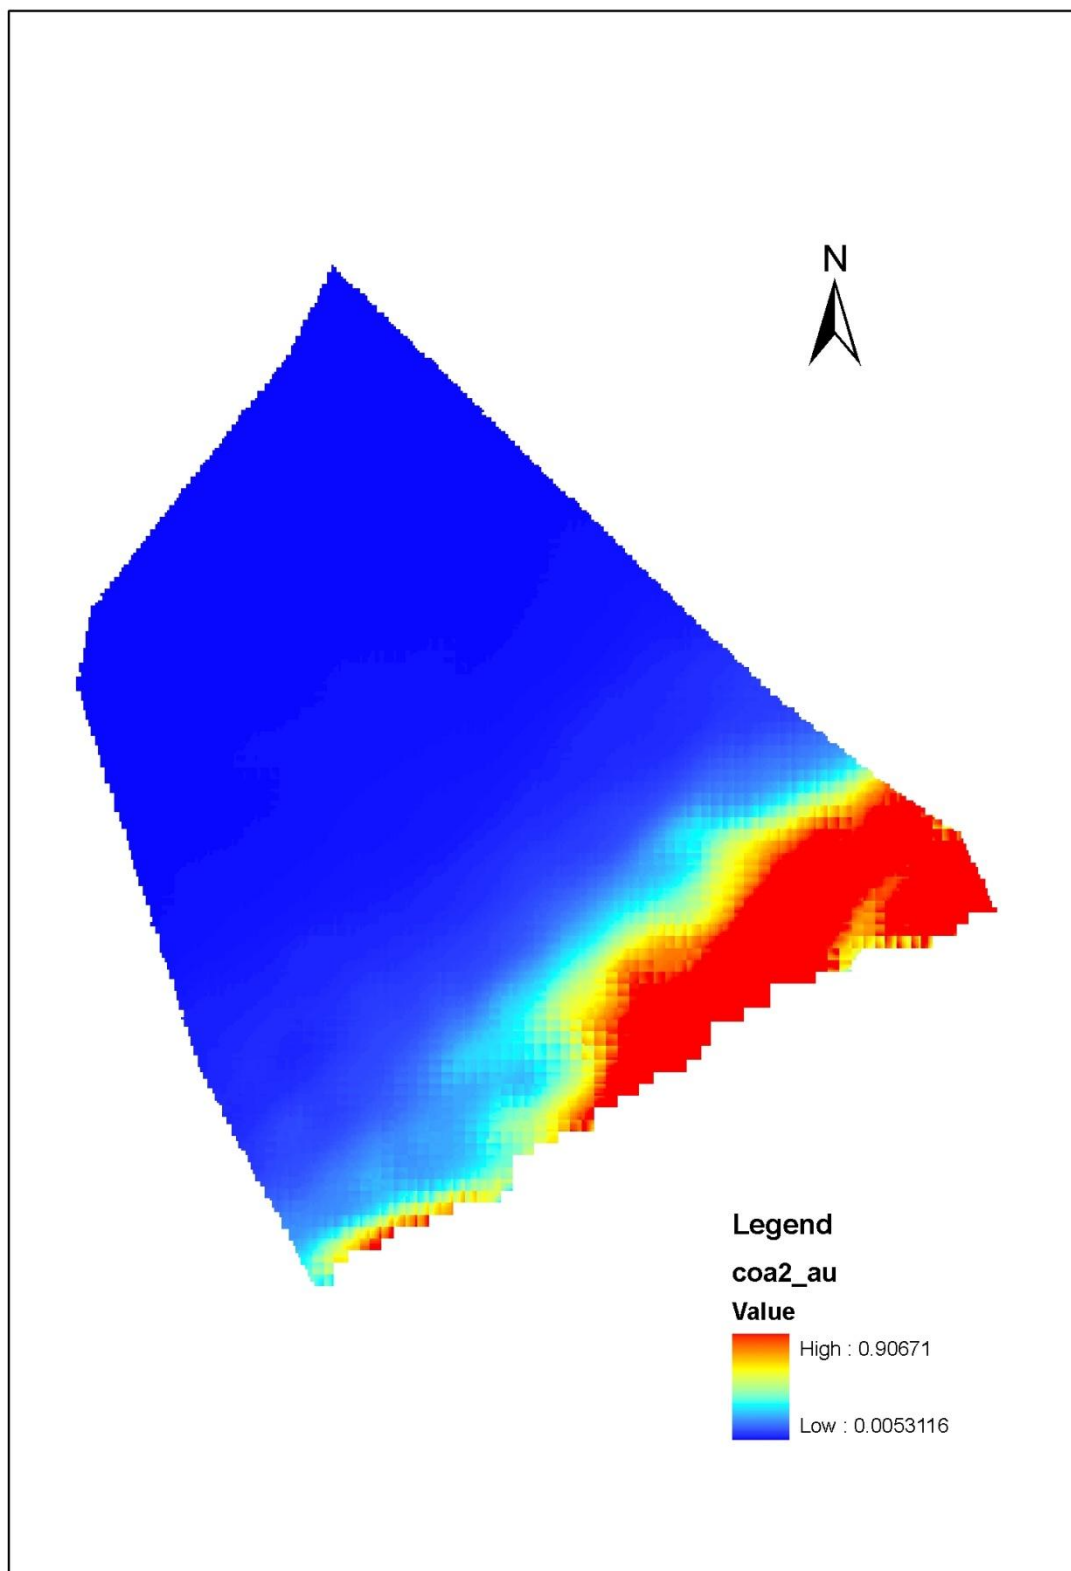 N
Legend
coa2_au
Value
High : 0.90671
Low : 0.0053116